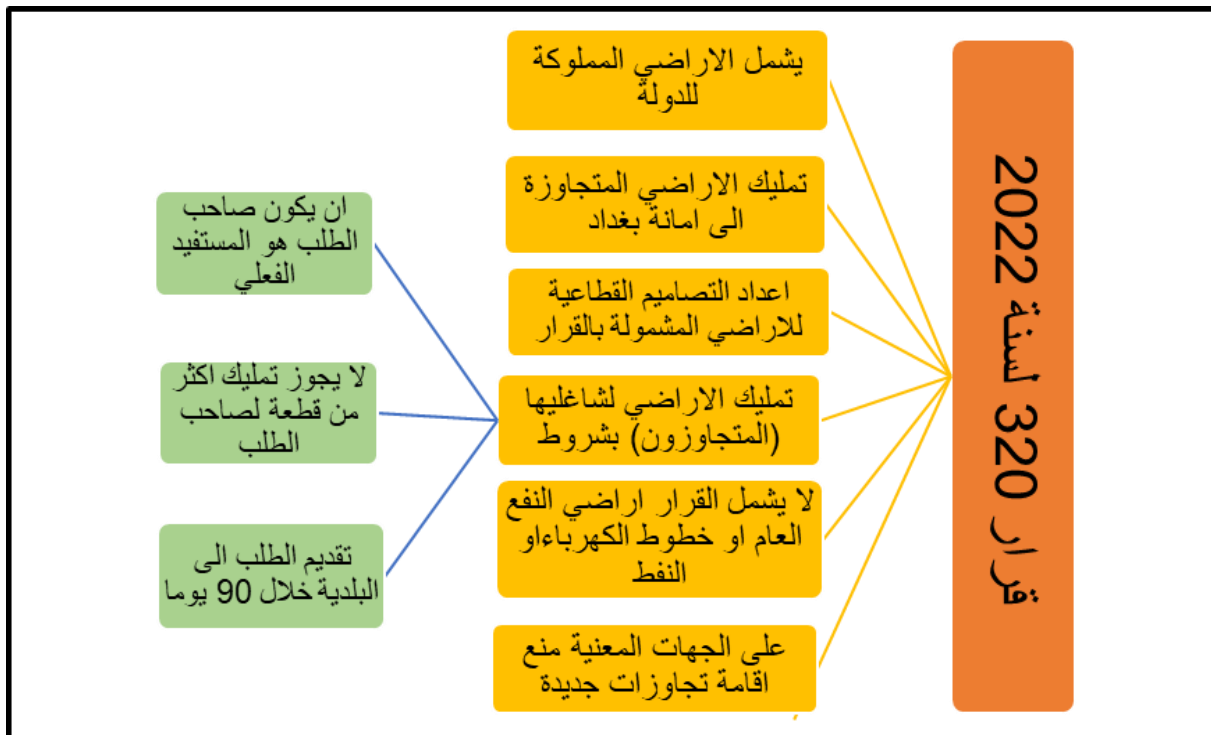 قرار 320 لسنة 2022
يشمل الاراضي المملوكة
للدولة
تمليك الاراضي المتجاوزة
الى امانة بغداد
اعداد التصاميم القطاعية
للاراضي المشمولة بالقرار
تمليك الاراضي لشاغليها
(المتجاوزون) بشروط
ان يكون صاحب
الطلب هو المستفيد
الفعلي
لا يجوز تمليك اكثر
من قطعة لصاحب
الطلب
تقديم الطلب الى
البلدية خلال 90 يوما
لا يشمل القرار اراضي النفع
العام او خطوط الكهرباءاو
النفط
على الجهات المعنية منع
اقامة تجاوزات جديدة